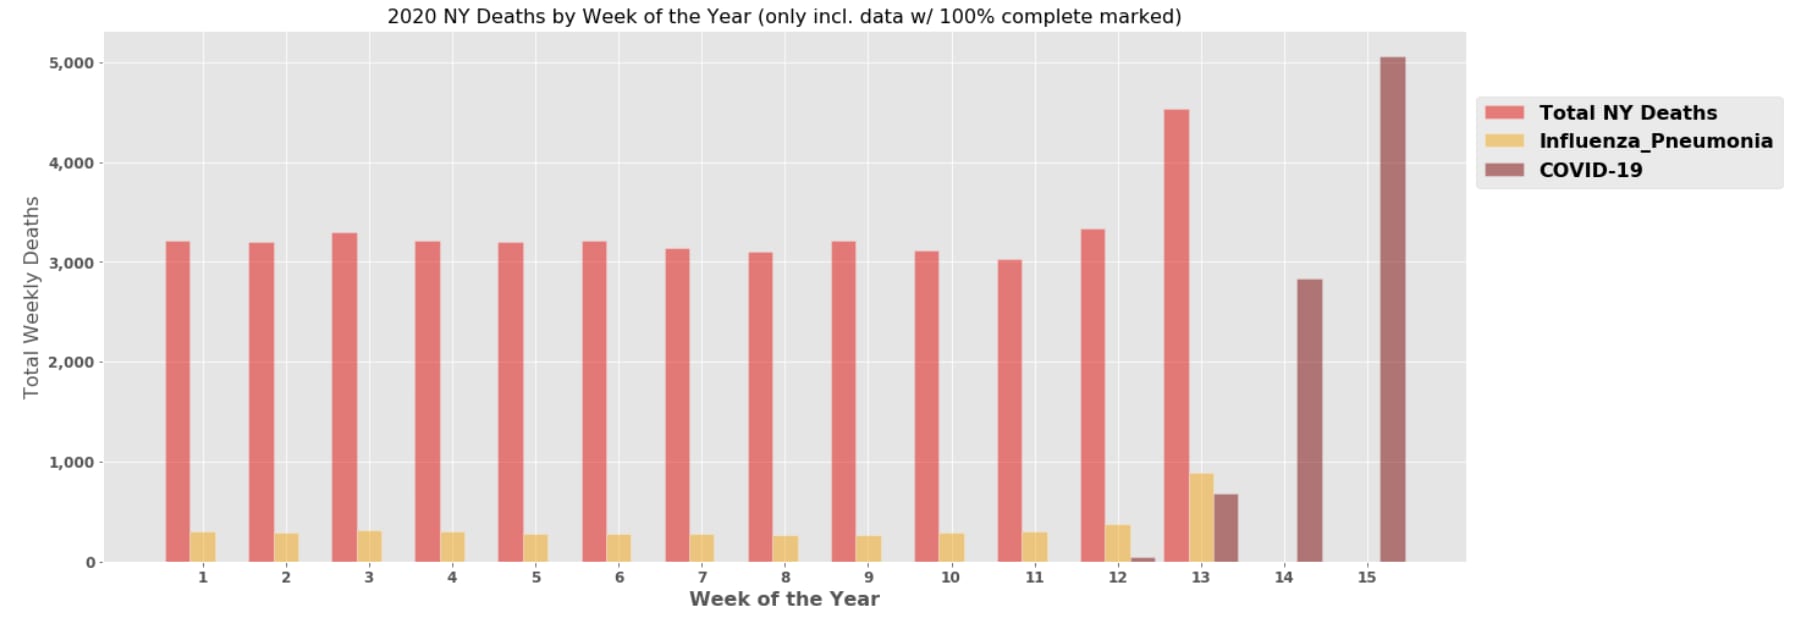 2020 NY Deaths by Week of the Year (only incl. data w/ 100% complete marked)
5,000
4,000
3,000
2,000
1,000
0
Total Weekly Deaths
1 2 3 4 5 6 7 8 9 10 11 12 13 14 15
Week of the Year
Total NY Deaths
Influenza_Pneumonia
COVID-19